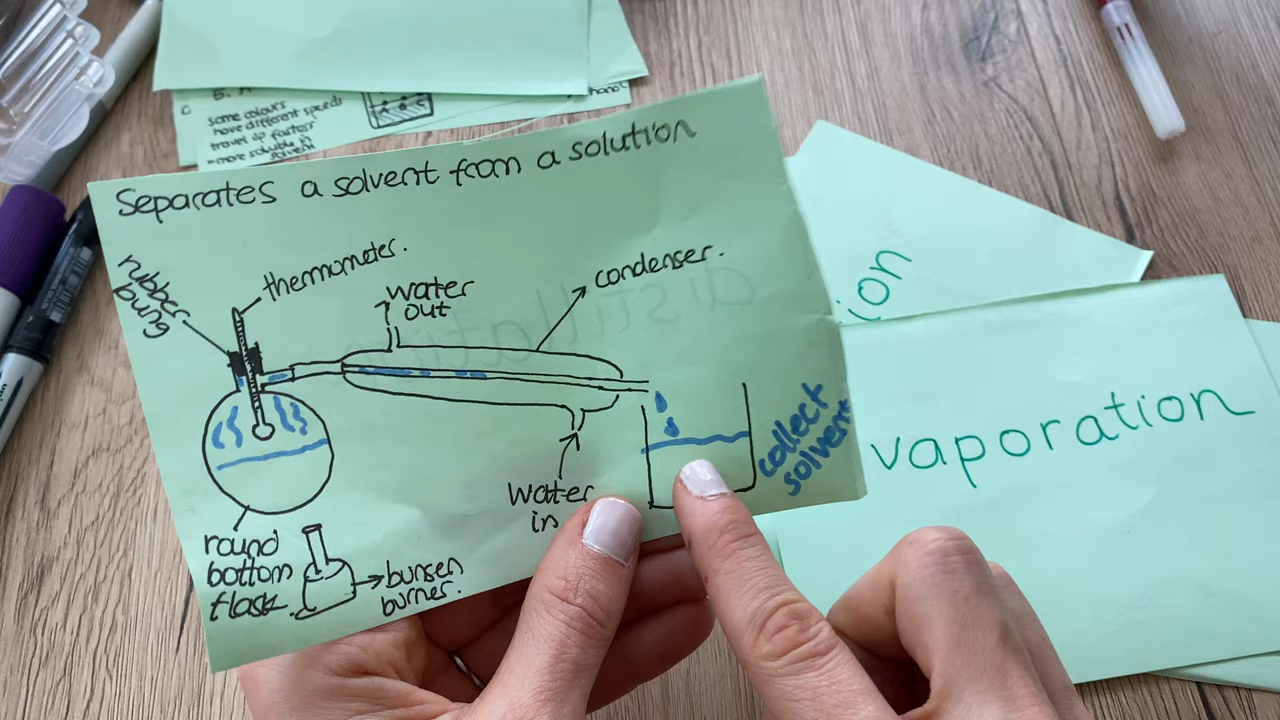 some colours
have different speeds
travel up faster
= more soluble in
solvent
Separates a solvent from a solution
rubber
bung
thermometer.
water
out
condenser.
collect
solvent
water
in
round
bottom
flask
bunsen
burner.
ion
vaporation